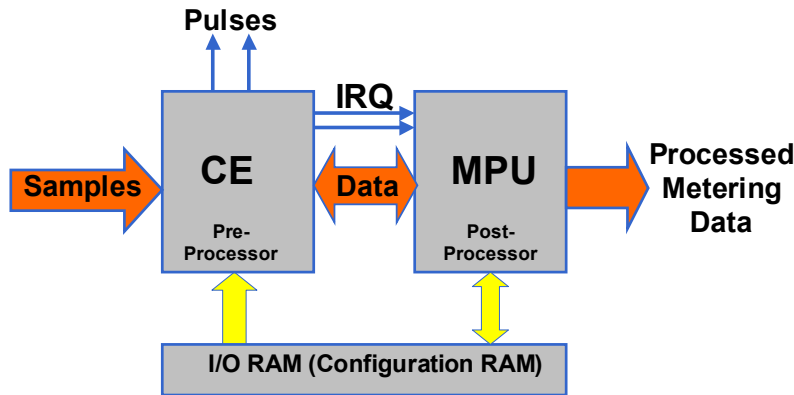 Pulses
IRQ
Samples
CE
Data
MPU
Processed
Metering
Data
Pre-
Processor
Post-
Processor
I/O RAM (Configuration RAM)